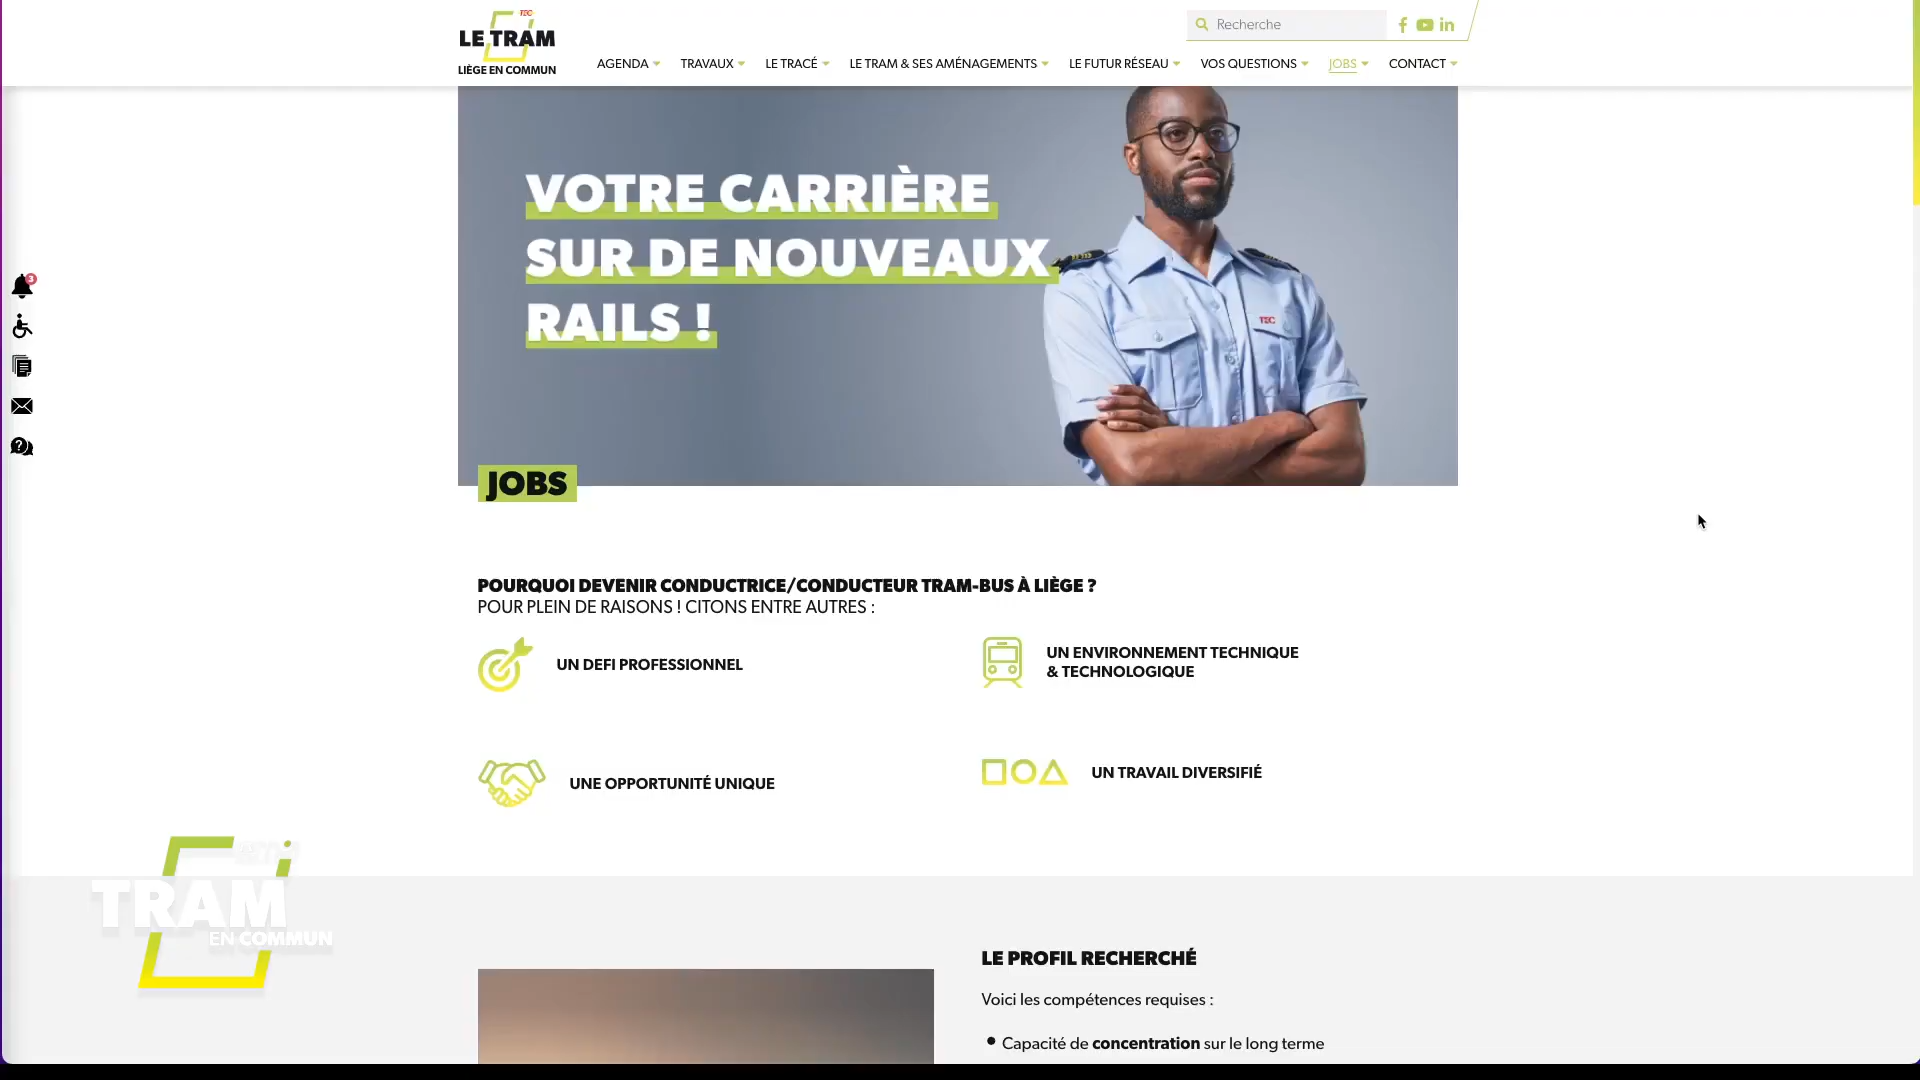 TEC
LE TRAM
LIÈGE EN COMMUN
Recherche
AGENDA
TRAVAUX
LE TRACÉ
LE TRAM & SES AMÉNAGEMENTS
LE FUTUR RÉSEAU
VOS QUESTIONS
JOBS
CONTACT
VOTRE CARRIÈRE
SUR DE NOUVEAUX
RAILS !
TEC
3
JOBS
POURQUOI DEVENIR CONDUCTRICE/CONDUCTEUR TRAM-BUS À LIÈGE ?
POUR PLEIN DE RAISONS ! CITONS ENTRE AUTRES :
UN DEFI PROFESSIONNEL
UN ENVIRONNEMENT TECHNIQUE
& TECHNOLOGIQUE
UNE OPPORTUNITÉ UNIQUE
UN TRAVAIL DIVERSIFIÉ
TRAM
EN COMMUN
LE PROFIL RECHERCHÉ
Voici les compétences requises :
• Capacité de concentration sur le long terme